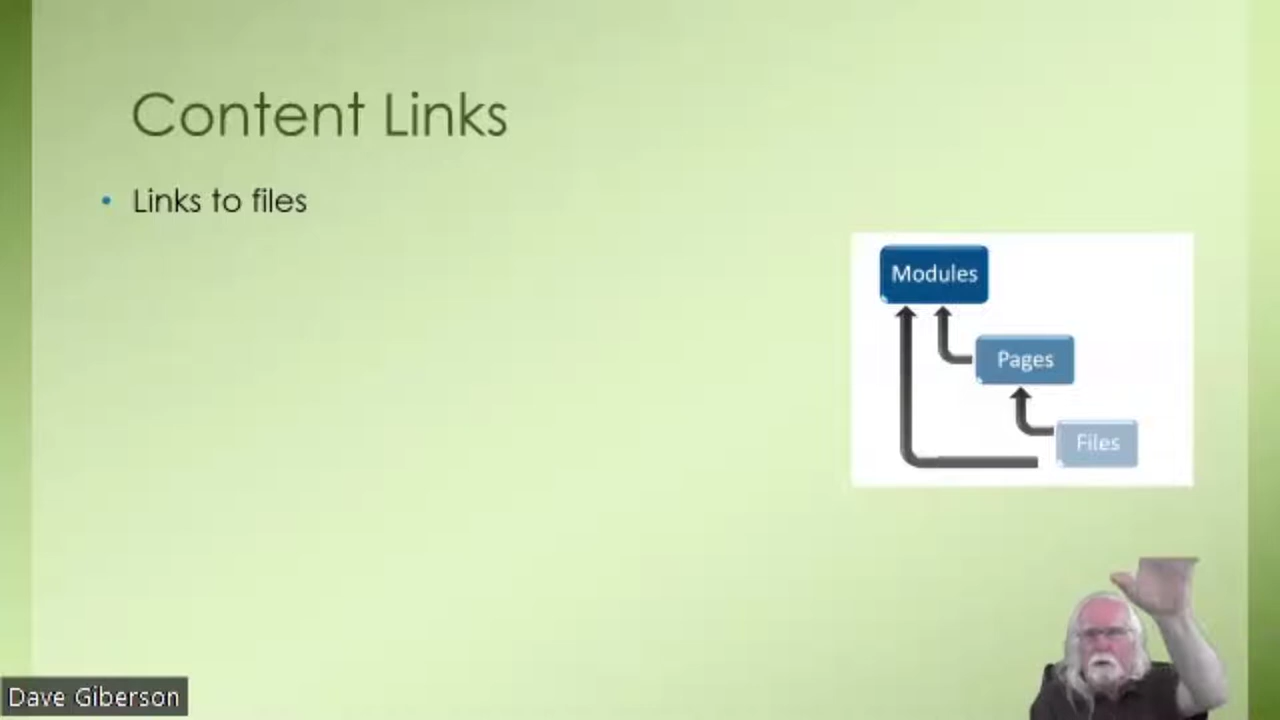 Content Links
• Links to files
Modules
Pages
Files
Dave Giberson